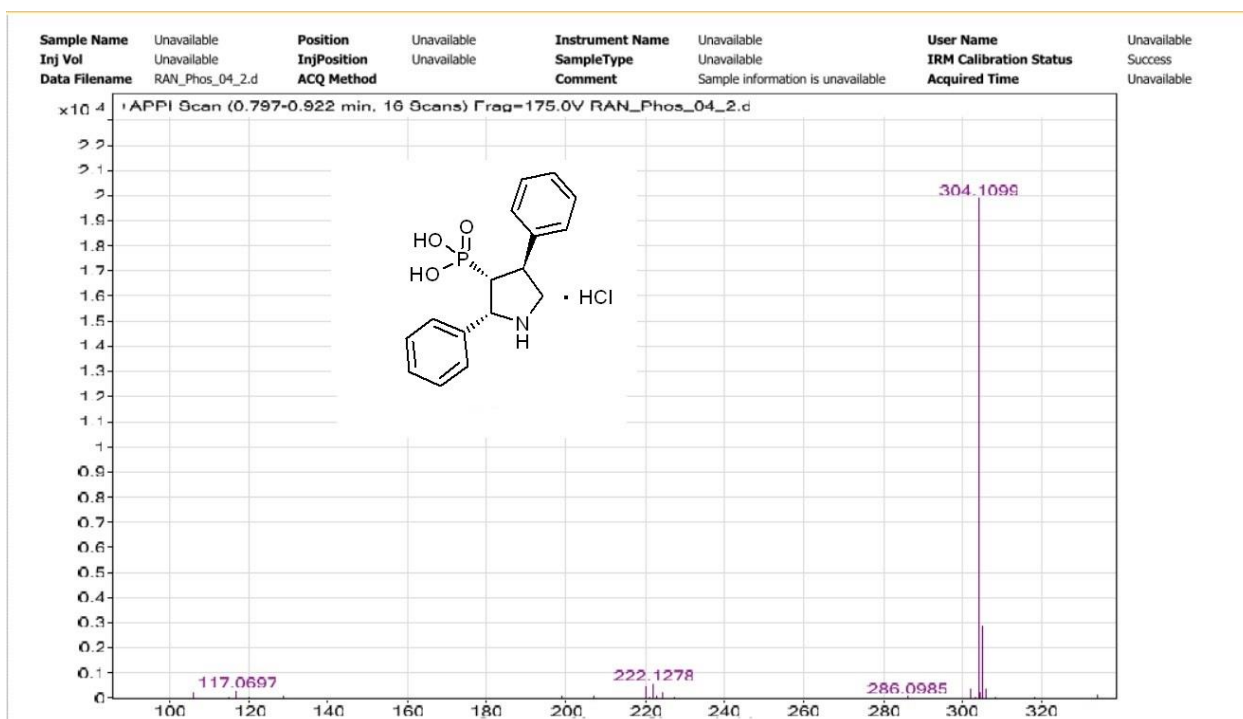 Sample Name Unavailable Position Unavailable Instrument Name Unavailable User Name Unavailable
Inj Vol Unavailable InjPosition Unavailable SampleType Unavailable IRM Calibration Status Success
Data Filename RAN_Phos_04_2.d ACQ Method Comment Sample information is unavailable Acquired Time Unavailable
x10 4 +APPI Scan (0.797-0.922 min, 16 Scans) Frag=175.0V RAN_Phos_04_2.d
2.2
2.1
2
1.9
1.8
1.7
1.6
1.5
1.4
1.3
1.2
1.1
1
0.9
0.8
0.7
0.6
0.5
0.4
0.3
0.2
0.1
0
304.1099
O
HO
P
HO
· HCl
N
H
117.0697
222.1278
286.0985
100 120 140 160 180 200 220 240 260 280 300 320